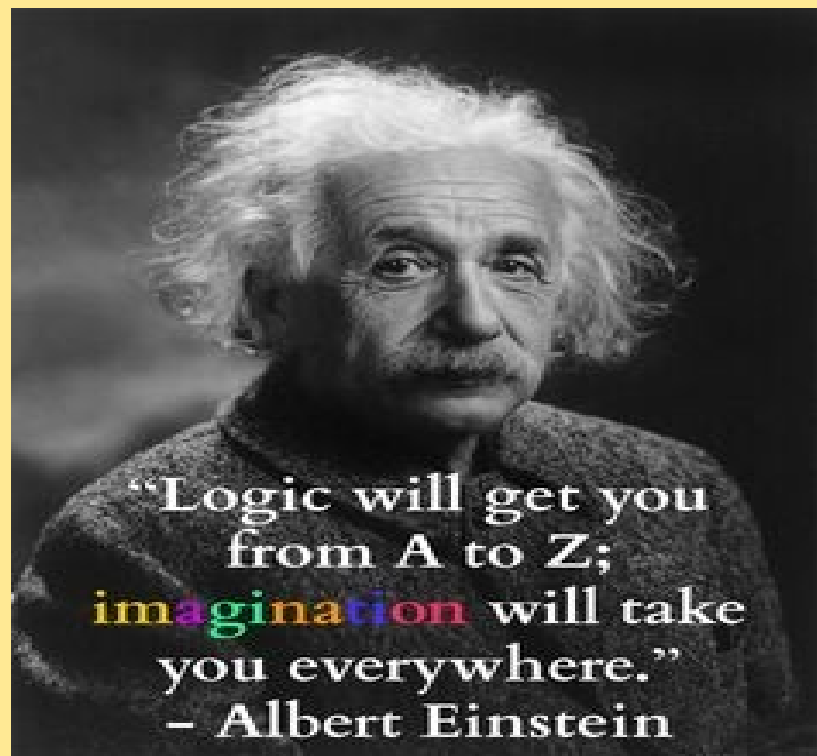 “Logic will get you
from A to Z;
imagination will take
you everywhere.”
– Albert Einstein